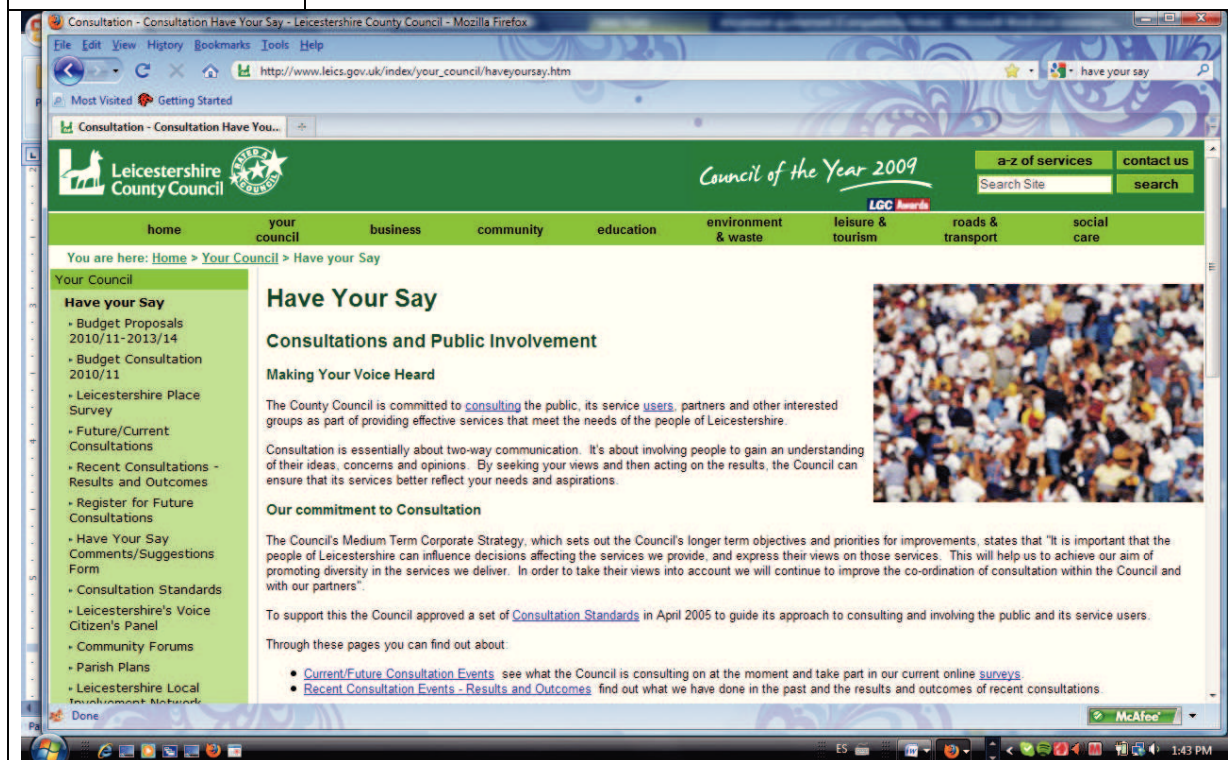 Consultation - Consultation Have Your Say - Leicestershire County Council - Mozilla Firefox
File Edit View History Bookmarks Tools Help
http://www.leics.gov.uk/index/your_council/haveyoursay.htm
have your say
Most Visited Getting Started
Consultation - Consultation Have You...
Leicestershire
County Council
RATED A
COUNCIL
Council of the Year 2009
LGC Awards
a-z of services
contact us
Search Site
search
home
your
council
business
community
education
environment
& waste
leisure &
tourism
roads &
transport
social
care
You are here: Home > Your Council > Have your Say
Your Council
Have your Say
Budget Proposals
2010/11-2013/14
Budget Consultation
2010/11
Leicestershire Place
Survey
Future/Current
Consultations
Recent Consultations -
Results and Outcomes
Register for Future
Consultations
Have Your Say
Comments/Suggestions
Form
Consultation Standards
Leicestershire's Voice
Citizen's Panel
Community Forums
Parish Plans
Leicestershire Local
Involvement Network
Have Your Say
Consultations and Public Involvement
Making Your Voice Heard
The County Council is committed to consulting the public, its service users, partners and other interested
groups as part of providing effective services that meet the needs of the people of Leicestershire.
Consultation is essentially about two-way communication. It's about involving people to gain an understanding
of their ideas, concerns and opinions. By seeking your views and then acting on the results, the Council can
ensure that its services better reflect your needs and aspirations.
Our commitment to Consultation
The Council's Medium Term Corporate Strategy, which sets out the Council's longer term objectives and priorities for improvements, states that "It is important that the
people of Leicestershire can influence decisions affecting the services we provide, and express their views on those services. This will help us to achieve our aim of
promoting diversity in the services we deliver. In order to take their views into account we will continue to improve the co-ordination of consultation within the Council and
with our partners".
To support this the Council approved a set of Consultation Standards in April 2005 to guide its approach to consulting and involving the public and its service users.
Through these pages you can find out about:
Current/Future Consultation Events see what the Council is consulting on at the moment and take part in our current online surveys.
Recent Consultation Events - Results and Outcomes find out what we have done in the past and the results and outcomes of recent consultations.
Done
McAfee
ES
1:43 PM